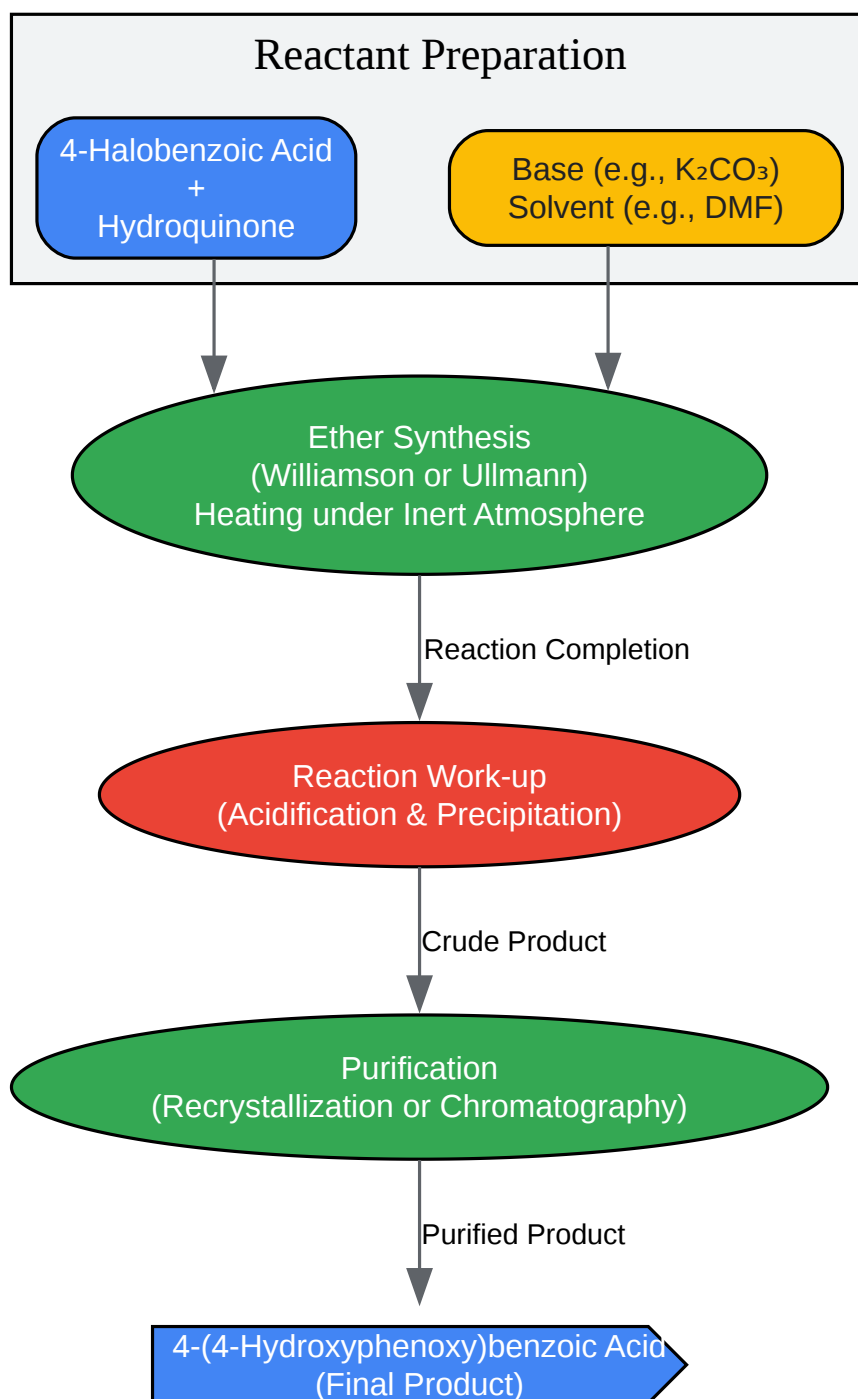 Reactant Preparation
4-Halobenzoic Acid
+
Hydroquinone
Base (e.g., K₂CO₃)
Solvent (e.g., DMF)
Ether Synthesis
(Williamson or Ullmann)
Heating under Inert Atmosphere
Reaction Completion
Reaction Work-up
(Acidification & Precipitation)
Crude Product
Purification
(Recrystallization or Chromatography)
Purified Product
4-(4-Hydroxyphenoxy)benzoic Acid
(Final Product)